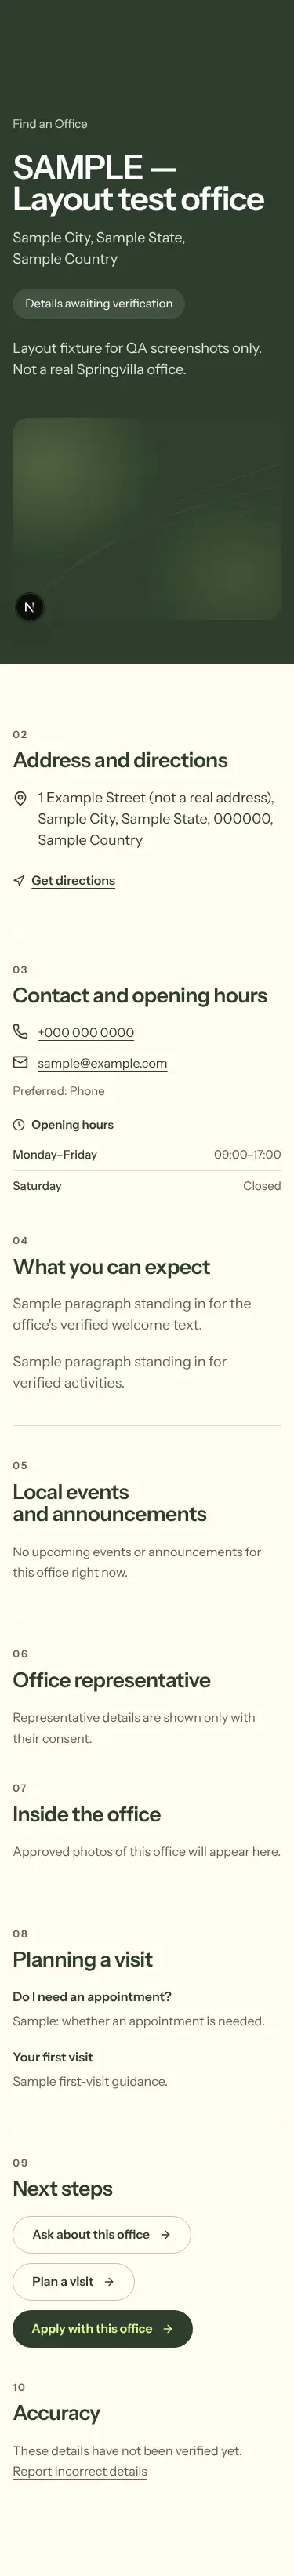 Find an Office
SAMPLE —
Layout test office
Sample City, Sample State,
Sample Country
Details awaiting verification
Layout fixture for QA screenshots only.
Not a real Springvilla office.
N
02
Address and directions
1 Example Street (not a real address),
Sample City, Sample State, 000000,
Sample Country
Get directions
03
Contact and opening hours
+000 000 0000
sample@example.com
Preferred: Phone
Opening hours
Monday–Friday 09:00–17:00
Saturday Closed
04
What you can expect
Sample paragraph standing in for the
office's verified welcome text.
Sample paragraph standing in for
verified activities.
05
Local events
and announcements
No upcoming events or announcements for
this office right now.
06
Office representative
Representative details are shown only with
their consent.
07
Inside the office
Approved photos of this office will appear here.
08
Planning a visit
Do I need an appointment?
Sample: whether an appointment is needed.
Your first visit
Sample first-visit guidance.
09
Next steps
Ask about this office →
Plan a visit →
Apply with this office →
10
Accuracy
These details have not been verified yet.
Report incorrect details